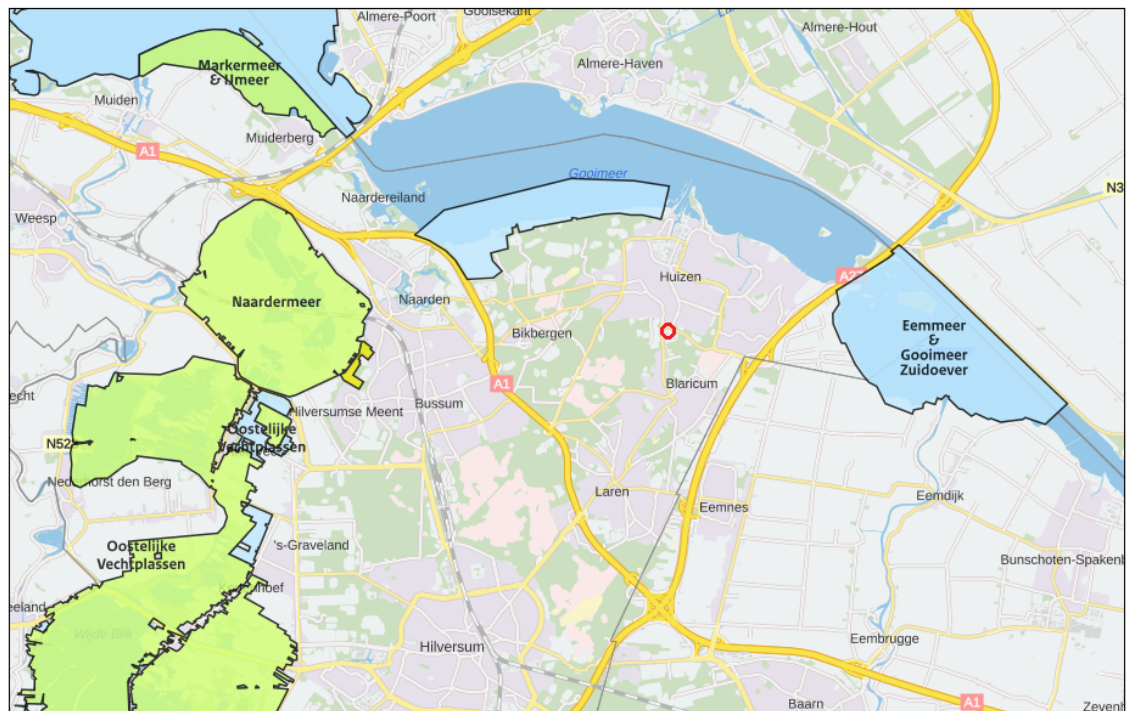 Almere-Poort
Almere-Hout
Almere-Haven
Markermeer
& IJmeer
Muiden
Muiderberg
A1
Gooimeer
N3
Naardereiland
Weesp
A27
Huizen
Naardermeer
Naarden
Bikbergen
Eemmeer
&
Gooimeer
Zuidoever
A1
Blaricum
echt
Hilversumse Meent
Bussum
Oostelijke
Vechtplassen
N52
Nederhorst den Berg
Laren
Eemnes
Eemdijk
Oostelijke
Vechtplassen
's-Graveland
Bunschoten-Spakenb
eeland
Wijde Blik
Hilversum
Eembrugge
Baarn
A1
Zevenh